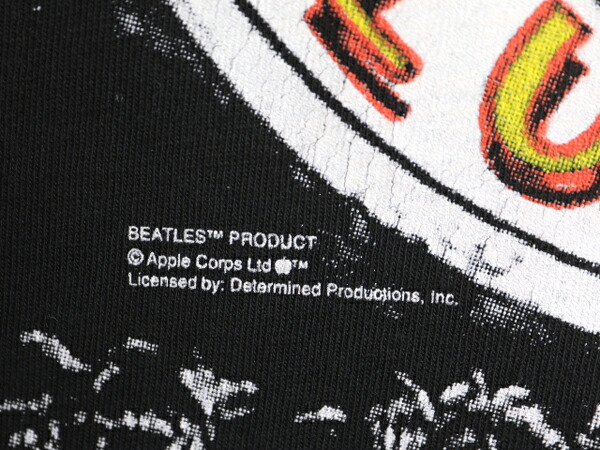 BEATLES™ PRODUCT
© Apple Corps Ltd ™
Licensed by: Determined Productions, Inc.